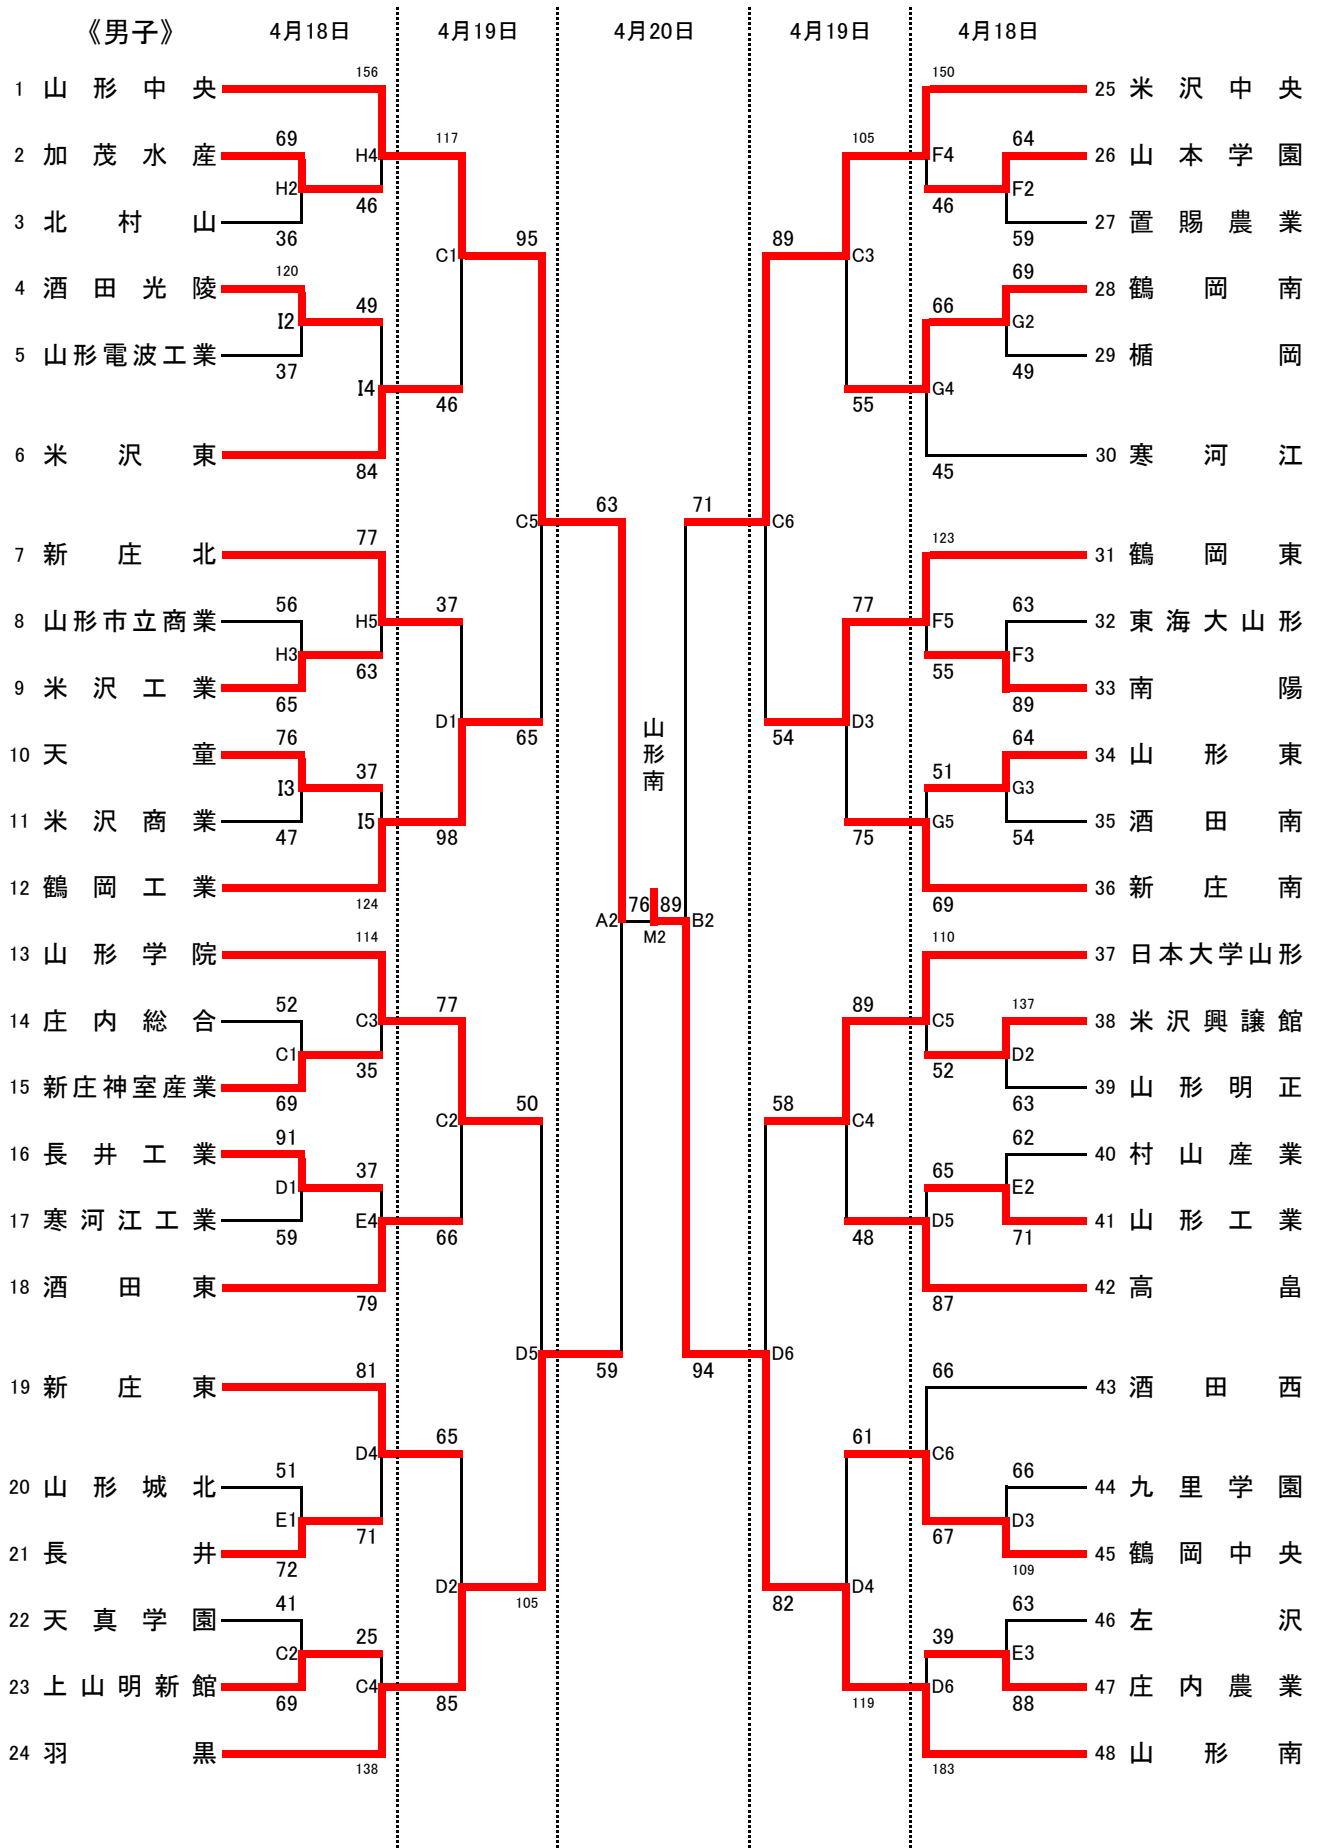 《男子》 4月18日 4月19日 4月20日 4月19日 4月18日
156 150
1 山形中央 25 米沢中央
69 117 105 64
2 加茂水産 H4 F4 26 山本学園
H2 46 46 F2
3 北村山 27 置賜農業
36 95 89 59
C1 C3
120 69
4 酒田光陵 49 66 28 鶴岡南
I2 G2
5 山形電波工業 29 楯岡
37 49
I4 46 55 G4
6 米沢東 30 寒河江
84 45
63 71
C5 C6
77 123
7 新庄北 31 鶴岡東
56 37 77 63
8 山形市立商業 H5 F5 32 東海大山形
H3 63 55 F3
9 米沢工業 33 南陽
65 89
D1 65 54 D3
山形南
76 64
10 天童 37 51 34 山形東
I3 G3
11 米沢商業 I5 G5 35 酒田南
47 98 75 54
12 鶴岡工業 36 新庄南
124 69
76 89
A2 M2 B2
114 110
13 山形学院 37 日本大学山形
52 77 89 137
14 庄内総合 C3 C5 38 米沢興譲館
C1 35 52 D2
15 新庄神室産業 39 山形明正
69 50 58 63
C2 C4
91 62
16 長井工業 37 65 40 村山産業
D1 E2
17 寒河江工業 E4 D5 41 山形工業
59 66 48 71
18 酒田東 42 高畠
79 87
D5 59 94 D6
81 66
19 新庄東 43 酒田西
65 61
D4 C6
51 66
20 山形城北 44 九里学園
E1 71 67 D3
21 長井 45 鶴岡中央
72 109
D2 105 82 D4
41 63
22 天真学園 46 左沢
25 39
C2 E3
23 上山明新館 C4 D6 47 庄内農業
69 85 119 88
24 羽黒 48 山形南
138 183